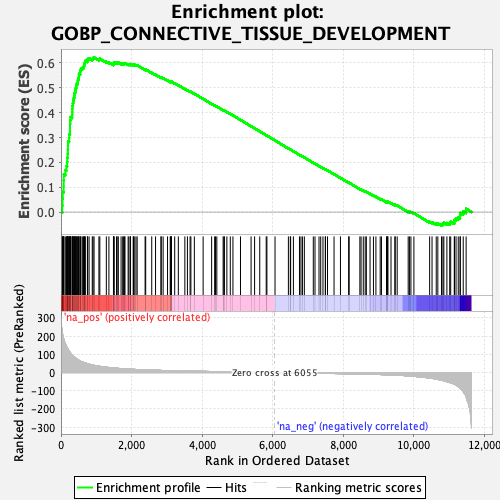 Enrichment plot:
GOBP_CONNECTIVE_TISSUE_DEVELOPMENT
Enrichment score (ES)
0.6
0.5
0.4
0.3
0.2
0.1
0.0
Ranked list metric (PreRanked)
300
200
100
0
-100
-200
-300
'na_pos' (positively correlated)
Zero cross at 6055
'na_neg' (negatively correlated)
0
2,000
4,000
6,000
8,000
10,000
12,000
Rank in Ordered Dataset
Enrichment profile
Hits
Ranking metric scores